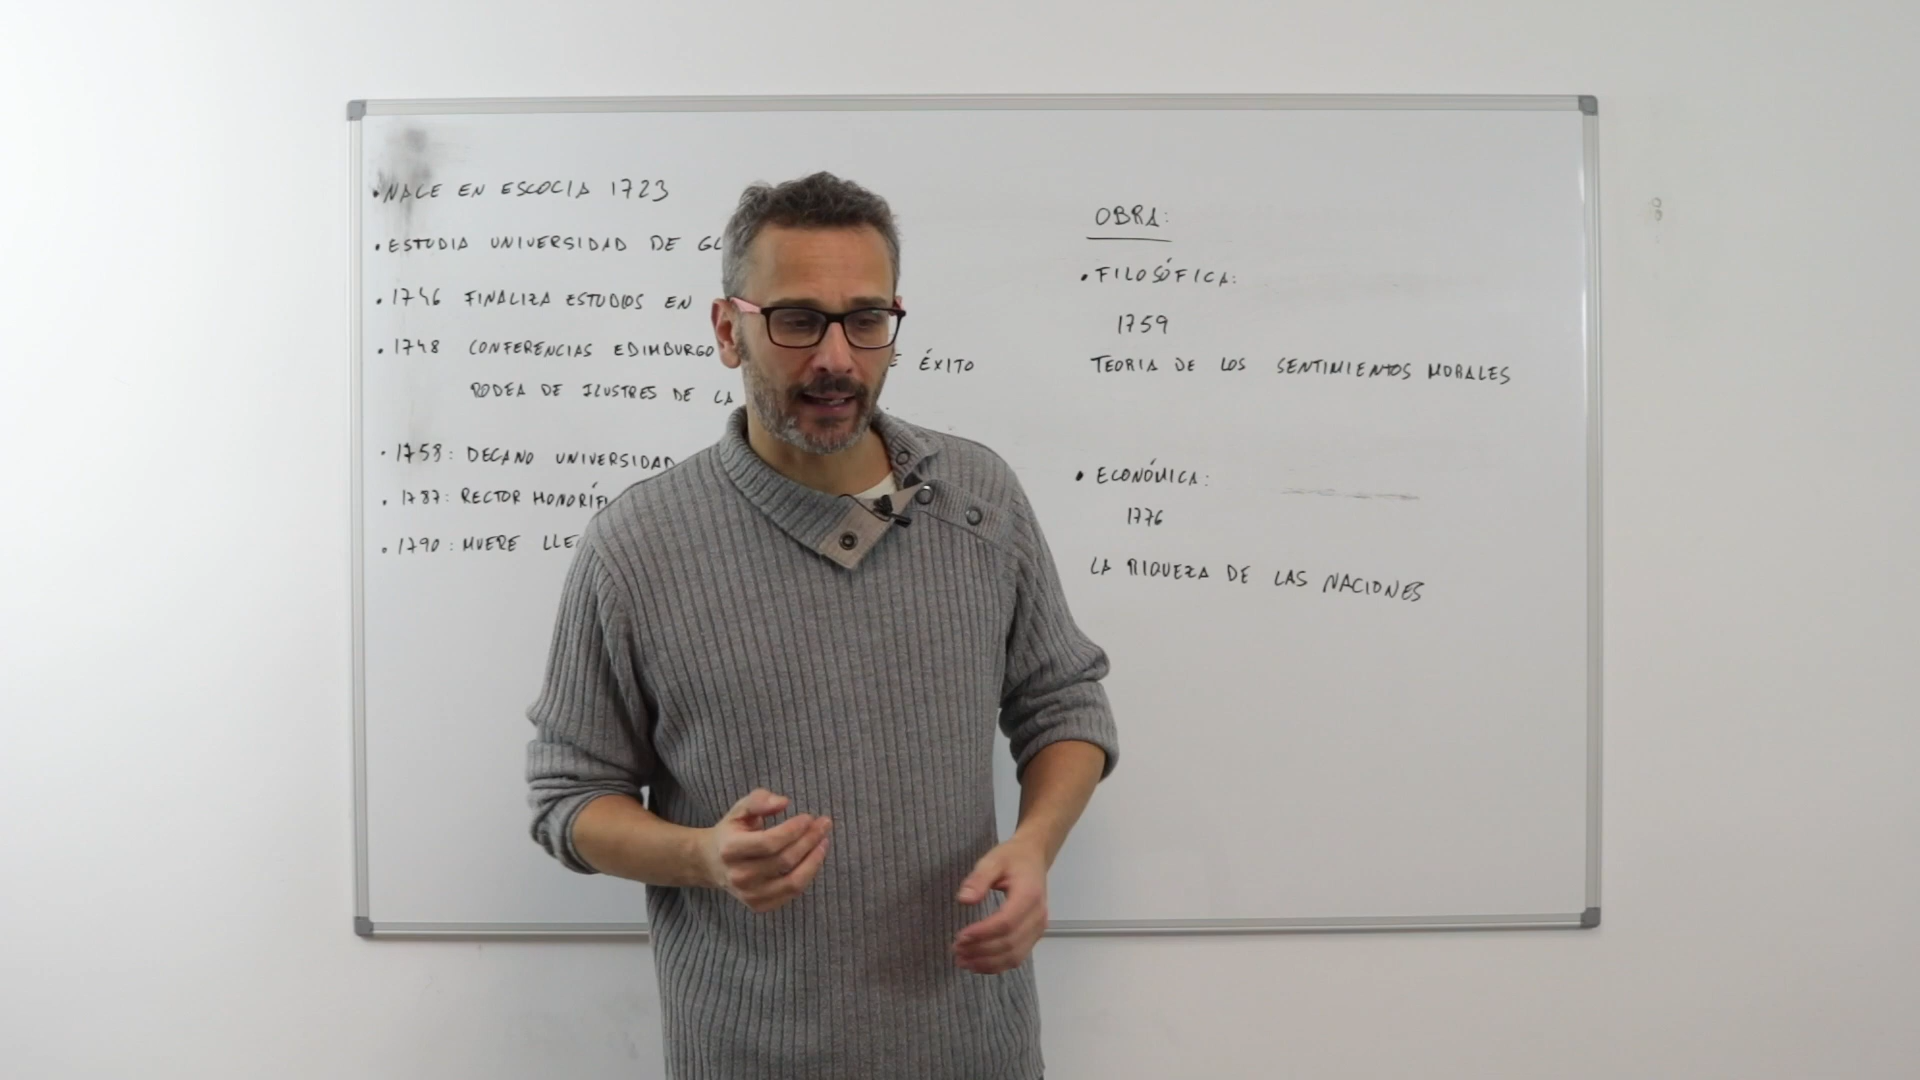 • NACE EN ESCOCIA 1723
• ESTUDIA UNIVERSIDAD DE GL
• 1746 FINALIZA ESTUDIOS EN
• 1748 CONFERENCIAS EDIMBURGO E ÉXITO
RODEA DE ILUSTRES DE LA
• 1758: DECANO UNIVERSIDAD
• 1787: RECTOR HONORÍFI
• 1790: MUERE LLE
OBRA:
• FILOSÓFICA:
1759
TEORIA DE LOS SENTIMIENTOS MORALES
• ECONÓMICA:
1776
LA RIQUEZA DE LAS NACIONES